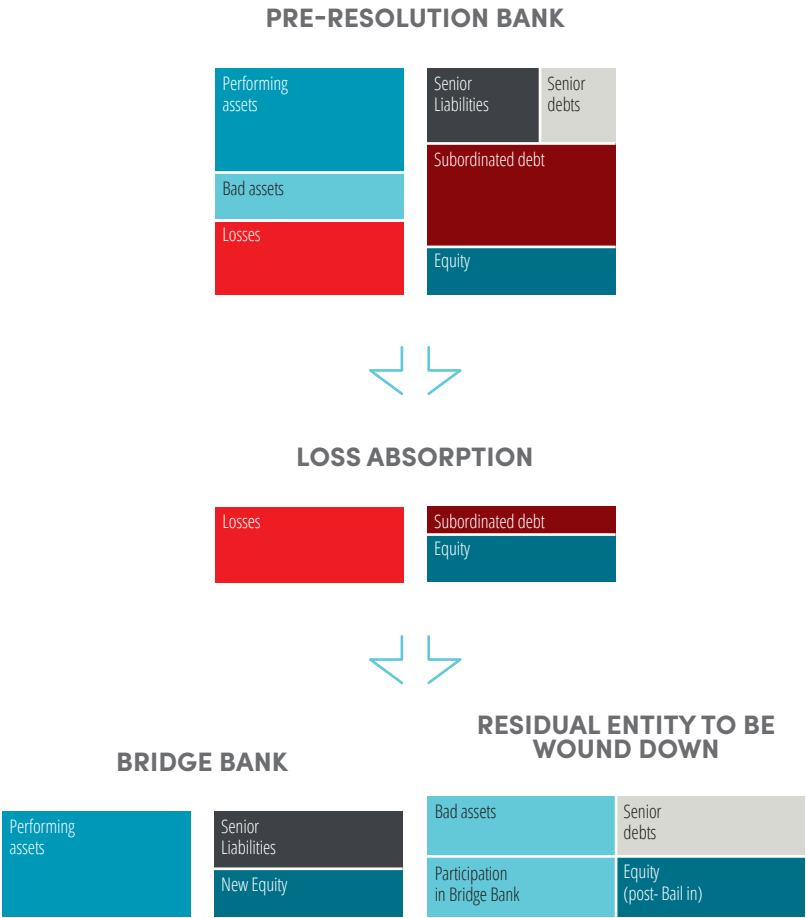 PRE-RESOLUTION BANK
Performing
assets
Bad assets
Losses
Senior
Liabilities
Senior
debts
Subordinated debt
Equity
LOSS ABSORPTION
Losses
Subordinated debt
Equity
BRIDGE BANK
Performing
assets
Senior
Liabilities
New Equity
RESIDUAL ENTITY TO BE
WOUND DOWN
Bad assets
Participation
in Bridge Bank
Senior
debts
Equity
(post- Bail in)